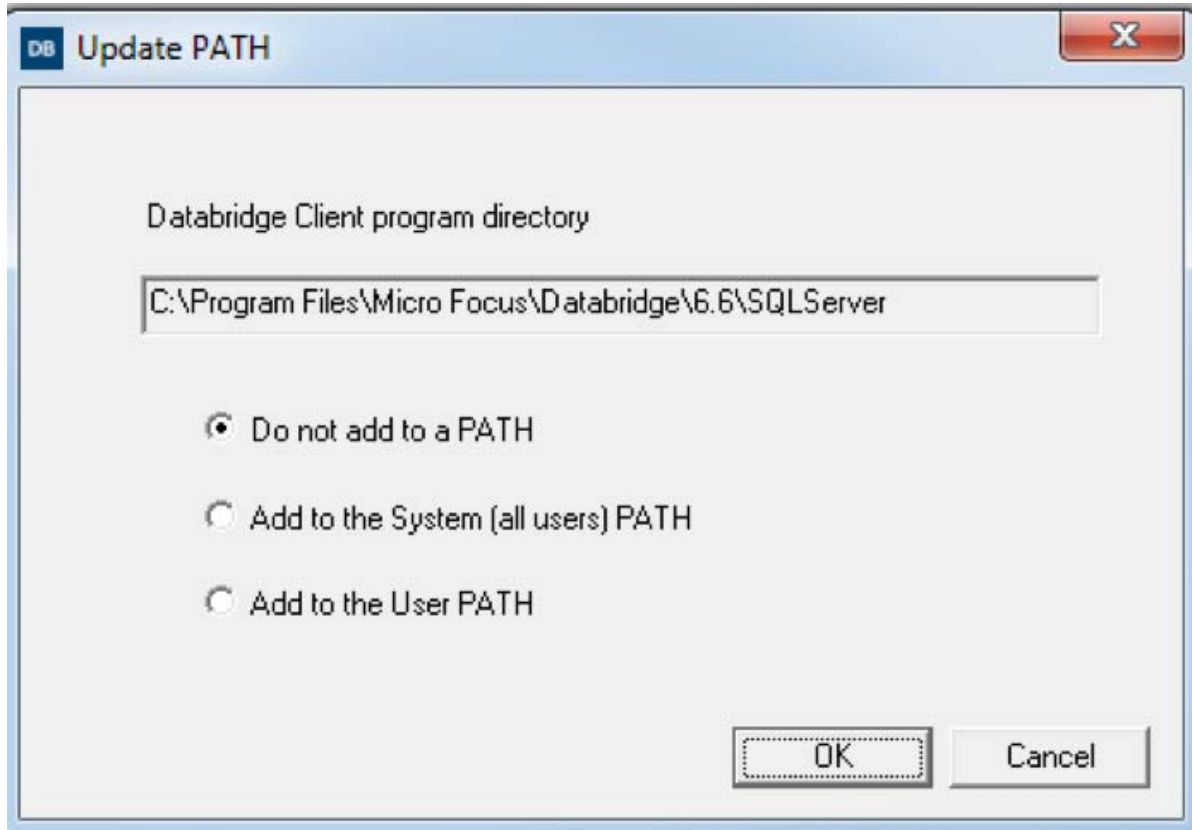 DB Update PATH
Databridge Client program directory
C:\Program Files\Micro Focus\Databridge\6.6\SQLServer
Do not add to a PATH
Add to the System (all users) PATH
Add to the User PATH
OK Cancel